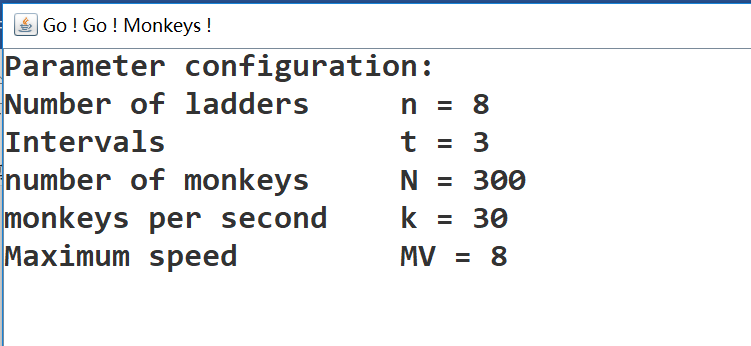 Go ! Go ! Monkeys !
Parameter configuration:
Number of ladders n = 8
Intervals t = 3
number of monkeys N = 300
monkeys per second k = 30
Maximum speed MV = 8